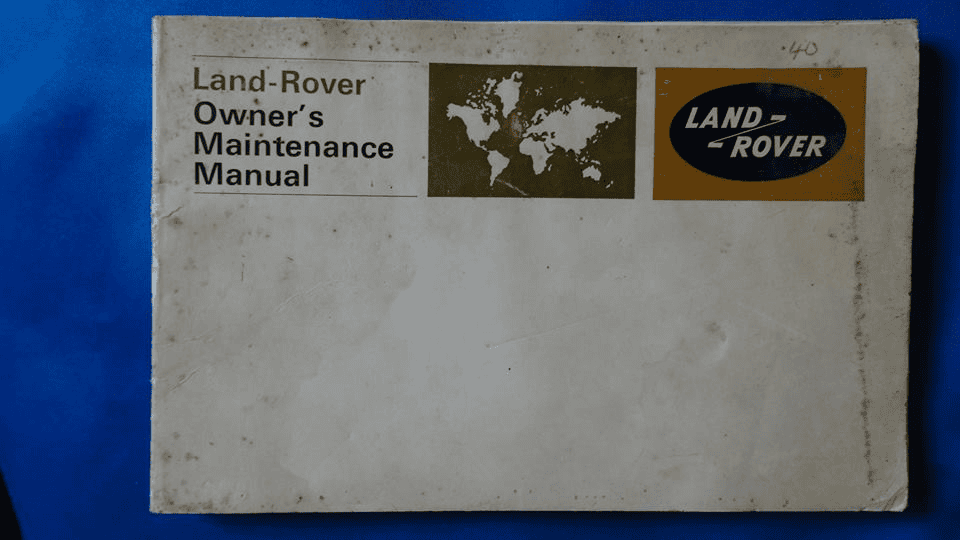 40
Land-Rover
Owner's
Maintenance
Manual
LAND-
-ROVER